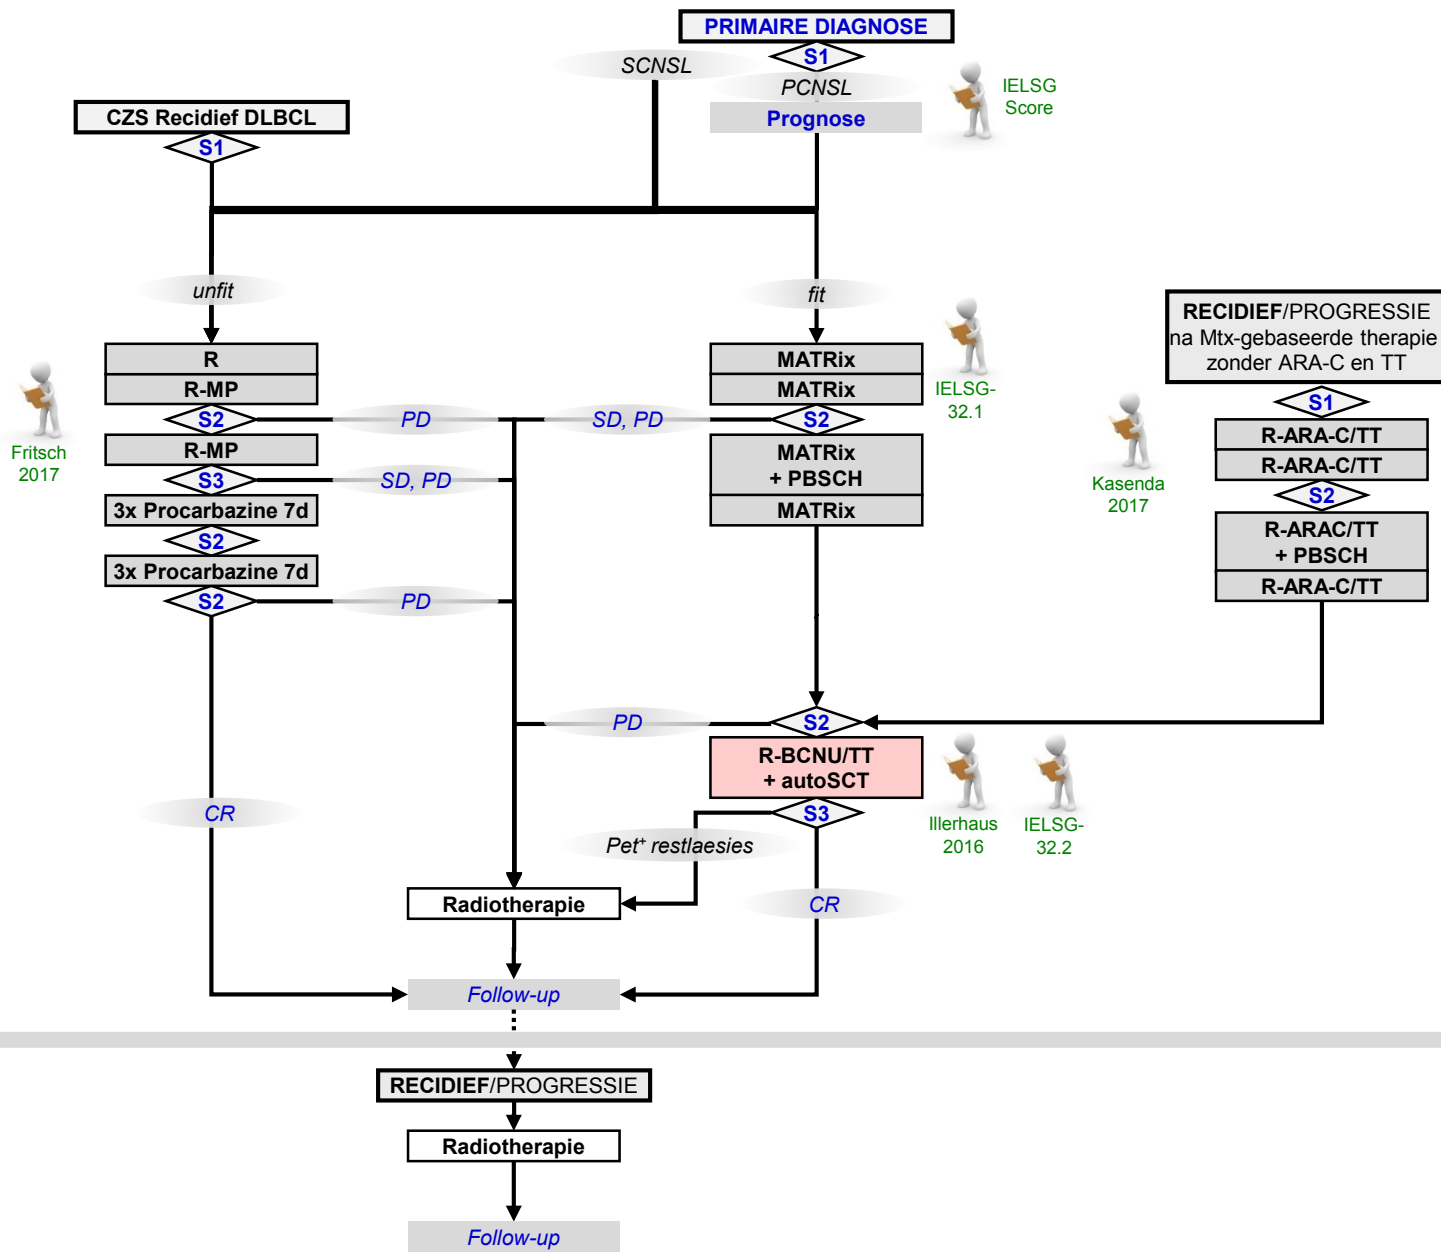 PRIMAIRE DIAGNOSE
S1
SCNSL
PCNSL
Prognose
IELSG
Score
CZS Recidief DLBCL
S1
unfit
fit
R
R-MP
S2
R-MP
S3
3x Procarbazine 7d
S2
3x Procarbazine 7d
S2
Fritsch
2017
PD
SD, PD
PD
CR
SD, PD
MATRix
MATRix
S2
MATRix
+ PBSCH
MATRix
IELSG-
32.1
RECIDIEF/PROGRESSIE
na Mtx-gebaseerde therapie
zonder ARA-C en TT
S1
R-ARA-C/TT
R-ARA-C/TT
S2
R-ARAC/TT
+ PBSCH
R-ARA-C/TT
Kasenda
2017
PD
S2
R-BCNU/TT
+ autoSCT
S3
Illerhaus
2016
IELSG-
32.2
Pet⁺ restlaesies
CR
Radiotherapie
Follow-up
RECIDIEF/PROGRESSIE
Radiotherapie
Follow-up